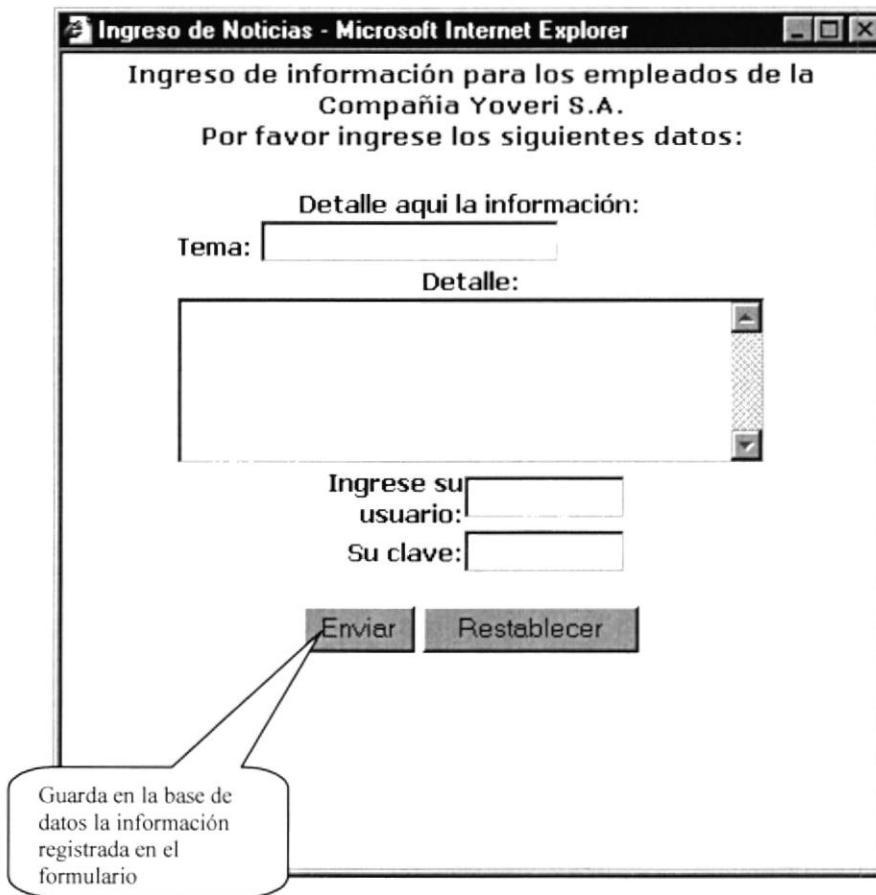 Ingreso de Noticias - Microsoft Internet Explorer
Ingreso de información para los empleados de la
Compañia Yoveri S.A.
Por favor ingrese los siguientes datos:
Detalle aqui la información:
Tema:
Detalle:
Ingrese su
usuario:
Su clave:
Enviar Restablecer
Guarda en la base de
datos la información
registrada en el
formulario